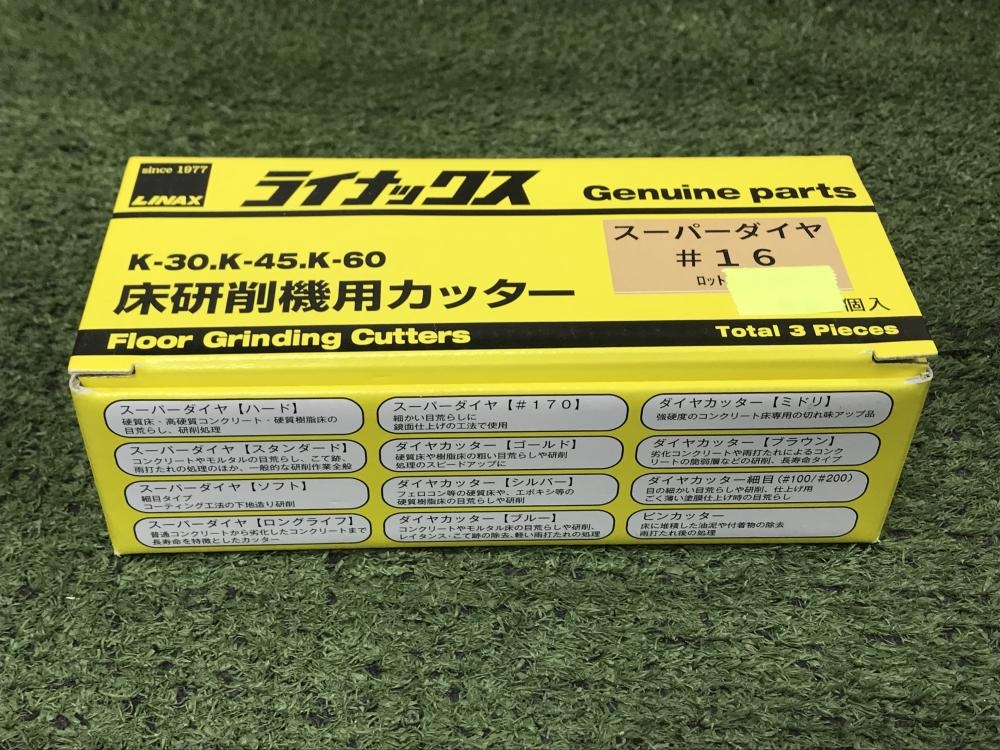 since 1977
LINAX
ライナックス
Genuine parts
K-30.K-45.K-60
床研削機用カッター
スーパーダイヤ
#16
ロット
個入
Floor Grinding Cutters
Total 3 Pieces
スーパーダイヤ【ハード】
硬質床・高硬質コンクリート・硬質樹脂床の
目荒らし、研削処理
スーパーダイヤ【スタンダード】
コンクリートやモルタルの目荒らし、こて跡、
雨打たれの処理のほか、一般的な研削作業全般
スーパーダイヤ【ソフト】
細目タイプ
コーティング工法の下地造り研削
スーパーダイヤ【ロングライフ】
普通コンクリートから劣化したコンクリートまで
長寿命を特徴としたカッター
スーパーダイヤ【#170】
細かい目荒らしに
鏡面仕上げの工法で使用
ダイヤカッター【ゴールド】
硬質床や樹脂床の粗い目荒らしや研削
処理のスピードアップに
ダイヤカッター【シルバー】
フェロコン等の硬質床や、エポキシ等の
硬質樹脂床の目荒らしや研削
ダイヤカッター【ブルー】
コンクリートやモルタル床の目荒らしや研削、
レイタンス・こて跡の除去、軽い雨打たれの処理
ダイヤカッター【ミドリ】
強硬度のコンクリート床専用の切れ味アップ品
ダイヤカッター【ブラウン】
劣化コンクリートや雨打たれによるコンク
リートの脆弱層などの研削、長寿命タイプ
ダイヤカッター細目(#100/#200)
目の細かい目荒らしや研削、仕上げ用
ごく薄い塗膜仕上げ時の目荒らし
ピンカッター
床に堆積した油泥や付着物の除去
雨打たれ後の処理